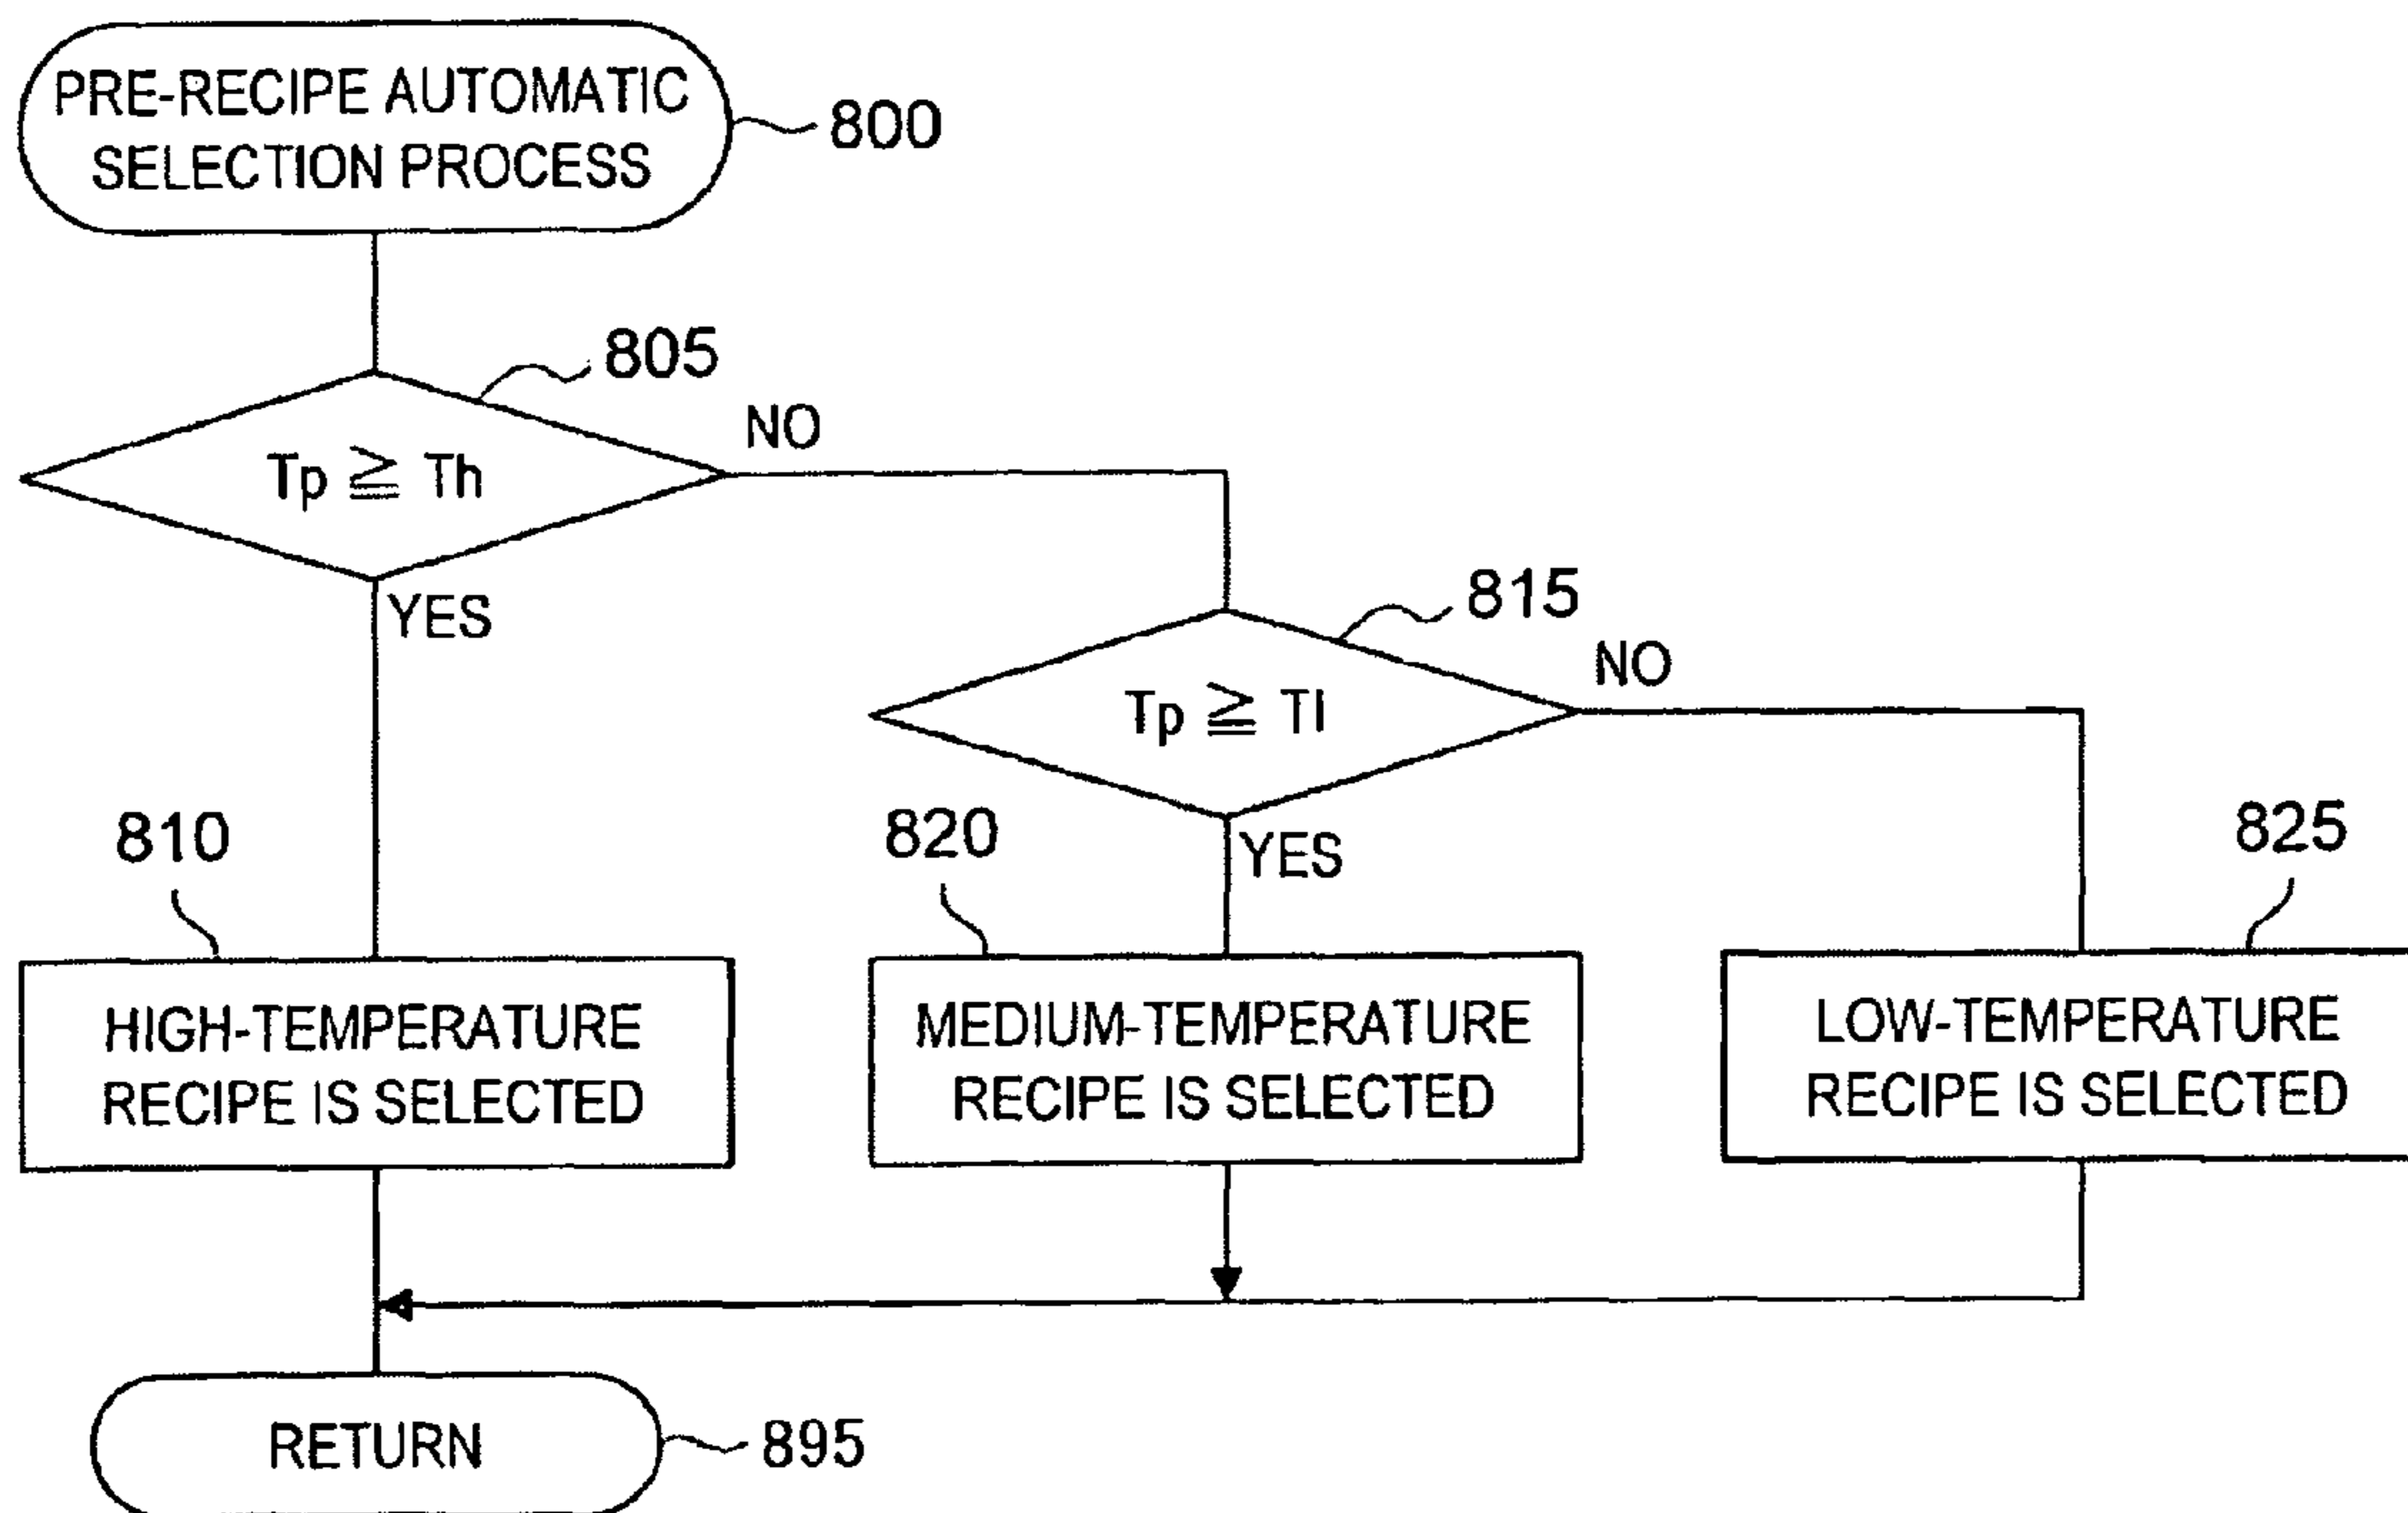 PRE-RECIPE AUTOMATIC
SELECTION PROCESS
800
805
Tp ≧ Th
NO
YES
815
Tp ≧ Tl
NO
YES
810
820
825
HIGH-TEMPERATURE
RECIPE IS SELECTED
MEDIUM-TEMPERATURE
RECIPE IS SELECTED
LOW-TEMPERATURE
RECIPE IS SELECTED
RETURN
895